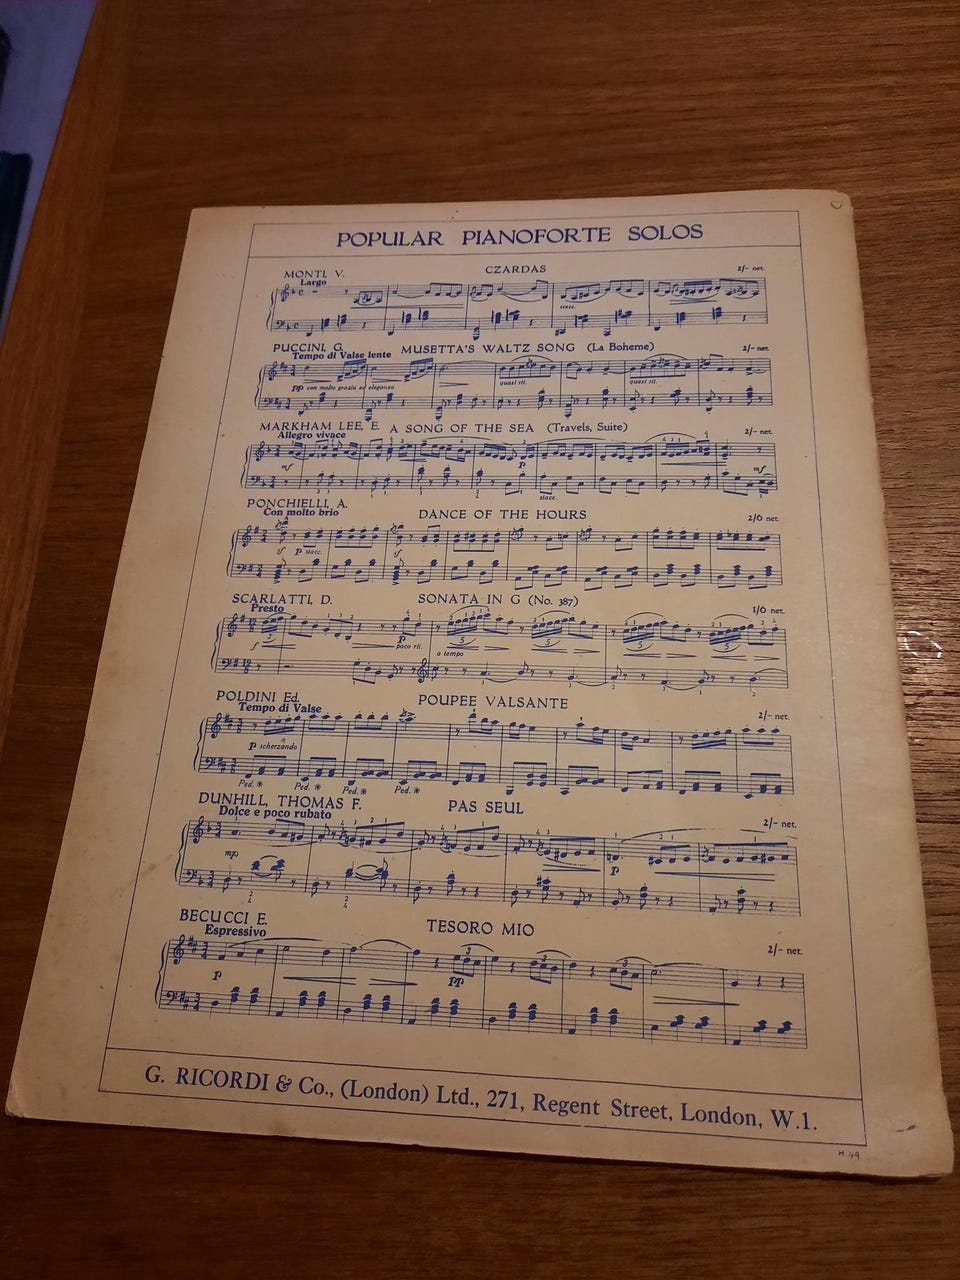 POPULAR PIANOFORTE SOLOS
MONTI, V. CZARDAS 2/- net.
Largo
cresc.
PUCCINI, G. MUSETTA'S WALTZ SONG (La Boheme) 2/- net.
Tempo di Valse lente
pp con molto grazia ed eleganza quasi rit. quasi rit.
MARKHAM LEE, E. A SONG OF THE SEA (Travels, Suite) 2/- net.
Allegro vivace
mf p mf
stacc.
PONCHIELLI, A. DANCE OF THE HOURS 2/6 net.
Con molto brio
sf p stacc. sf
SCARLATTI, D. SONATA IN G (No. 387) 1/6 net.
Presto
f p poco rit. a tempo
POLDINI Ed. POUPEE VALSANTE 2/- net.
Tempo di Valse
p scherzando
Ped. * Ped. * Ped. * Ped. *
DUNHILL, THOMAS F. PAS SEUL 2/- net.
Dolce e poco rubato
mp p
BECUCCI E. TESORO MIO 2/- net.
Espressivo
p pp
G. RICORDI & Co., (London) Ltd., 271, Regent Street, London, W.1.
H. 49